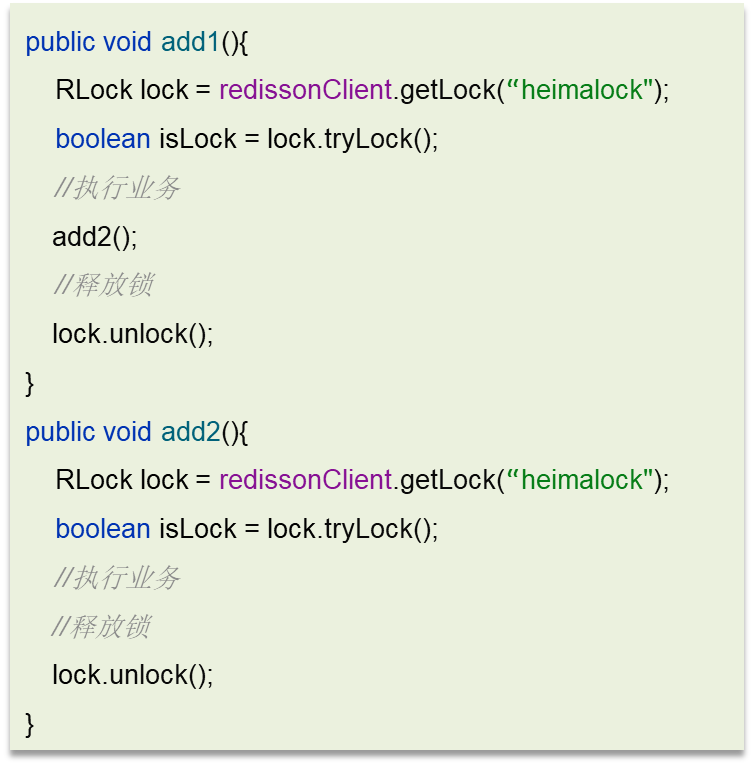 public void add1(){
RLock lock = redissonClient.getLock(“heimalock");
boolean isLock = lock.tryLock();
//执行业务
add2();
//释放锁
lock.unlock();
}
public void add2(){
RLock lock = redissonClient.getLock(“heimalock");
boolean isLock = lock.tryLock();
//执行业务
//释放锁
lock.unlock();
}